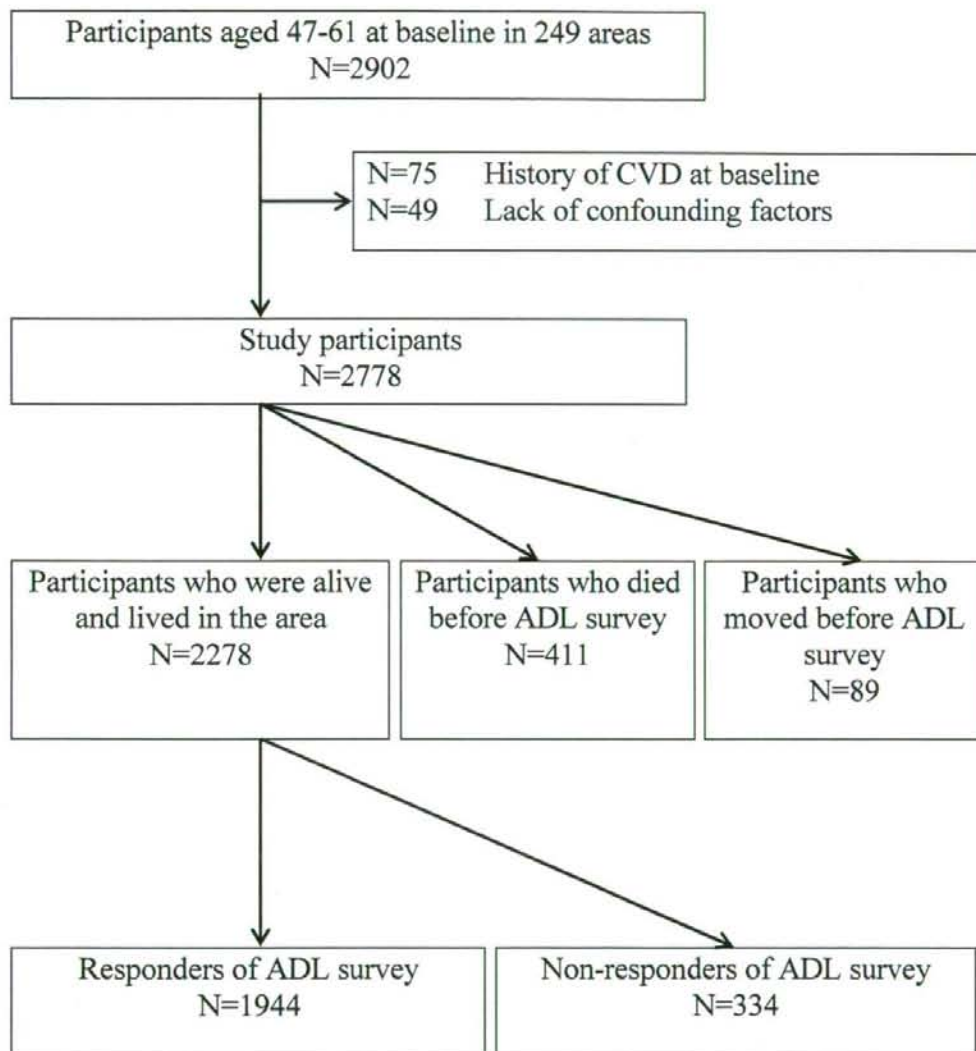 Participants aged 47-61 at baseline in 249 areas
N=2902
N=75 History of CVD at baseline
N=49 Lack of confounding factors
Study participants
N=2778
Participants who were alive
and lived in the area
N=2278
Participants who died
before ADL survey
N=411
Participants who
moved before ADL
survey
N=89
Responders of ADL survey
N=1944
Non-responders of ADL survey
N=334